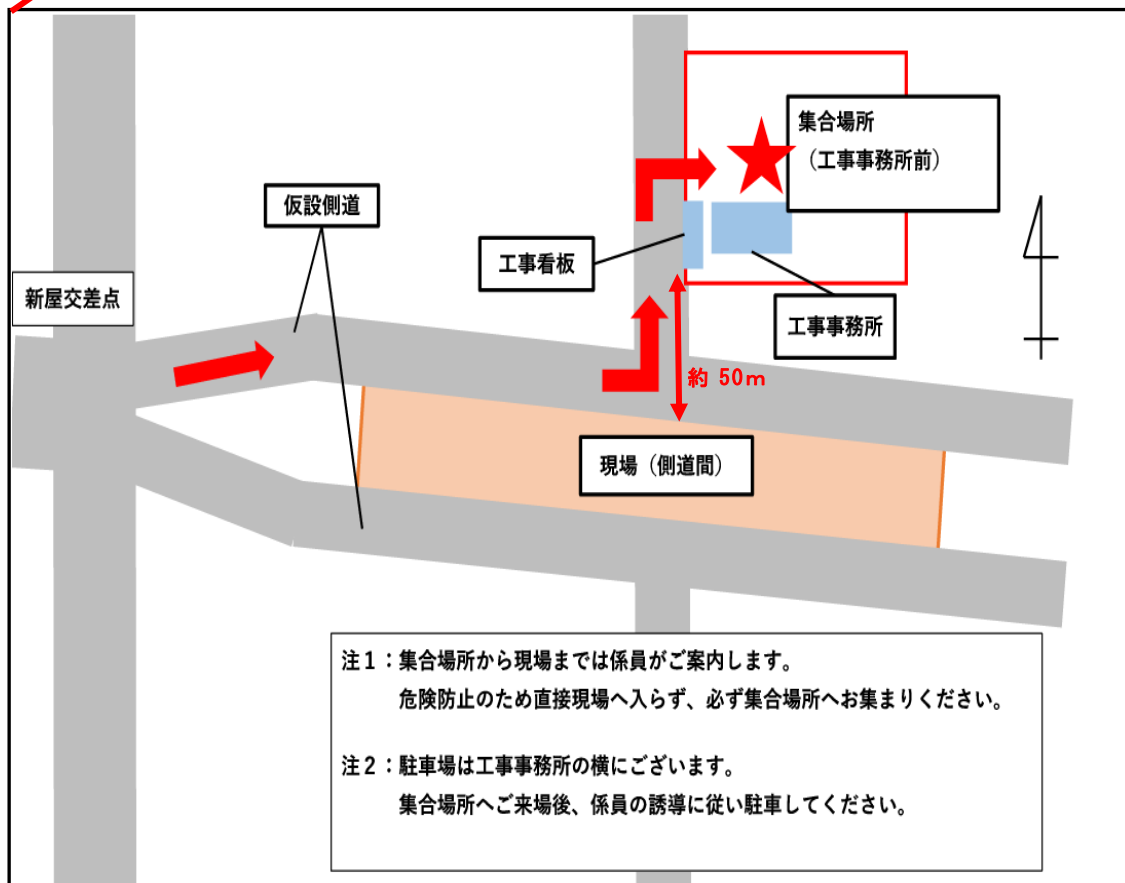 集合場所
（工事事務所前）
仮設側道
工事看板
新屋交差点
工事事務所
約 50m
現場（側道間）
注１：集合場所から現場までは係員がご案内します。
危険防止のため直接現場へ入らず、必ず集合場所へお集まりください。
注２：駐車場は工事事務所の横にございます。
集合場所へご来場後、係員の誘導に従い駐車してください。